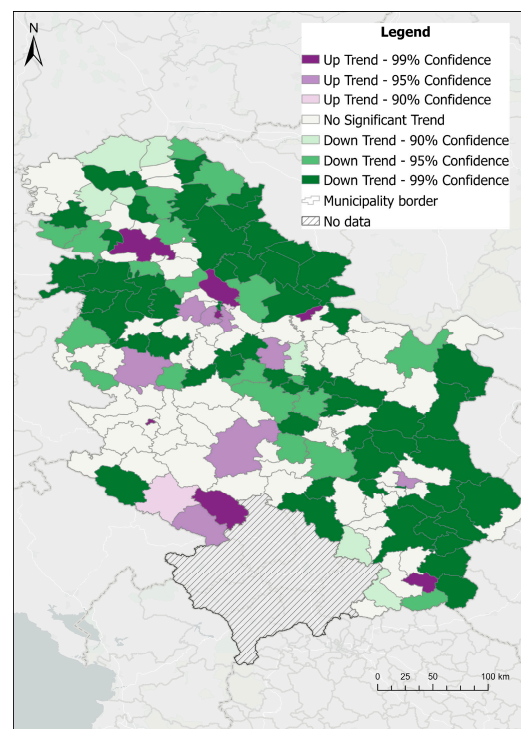 N
Legend
Up Trend - 99% Confidence
Up Trend - 95% Confidence
Up Trend - 90% Confidence
No Significant Trend
Down Trend - 90% Confidence
Down Trend - 95% Confidence
Down Trend - 99% Confidence
Municipality border
No data
0 25 50 100 km